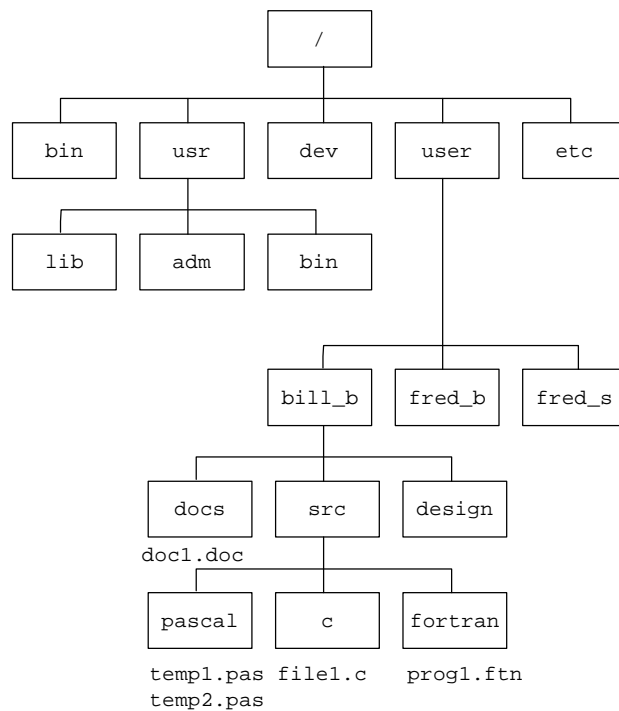 /
bin usr dev user etc
lib adm bin
bill_b fred_b fred_s
docs src design
doc1.doc
pascal c fortran
temp1.pas file1.c prog1.ftn
temp2.pas